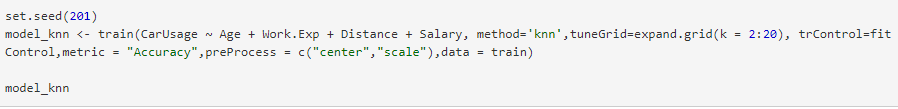 set.seed(201)
model_knn <- train(CarUsage ~ Age + Work.Exp + Distance + Salary, method='knn',tuneGrid=expand.grid(k = 2:20), trControl=fit
Control,metric = "Accuracy",preProcess = c("center","scale"),data = train)
model_knn